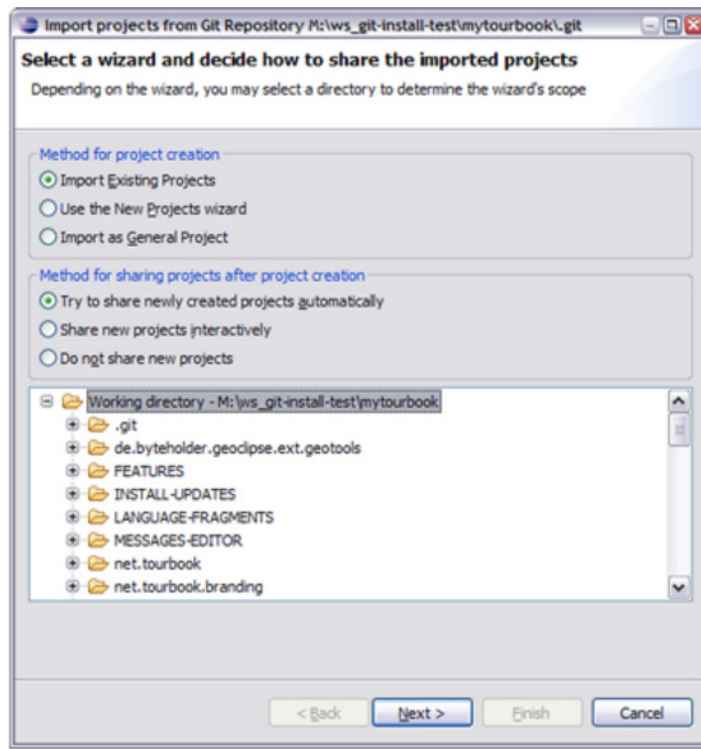 Import projects from Git Repository M:\ws_git-install-test\mytourbook\.git
Select a wizard and decide how to share the imported projects
Depending on the wizard, you may select a directory to determine the wizard's scope
Method for project creation
Import Existing Projects
Use the New Projects wizard
Import as General Project
Method for sharing projects after project creation
Try to share newly created projects automatically
Share new projects interactively
Do not share new projects
Working directory - M:\ws_git-install-test\mytourbook
.git
de.byteholder.geoclipse.ext.geotools
FEATURES
INSTALL-UPDATES
LANGUAGE-FRAGMENTS
MESSAGES-EDITOR
net.tourbook
net.tourbook.branding
< Back Next > Finish Cancel